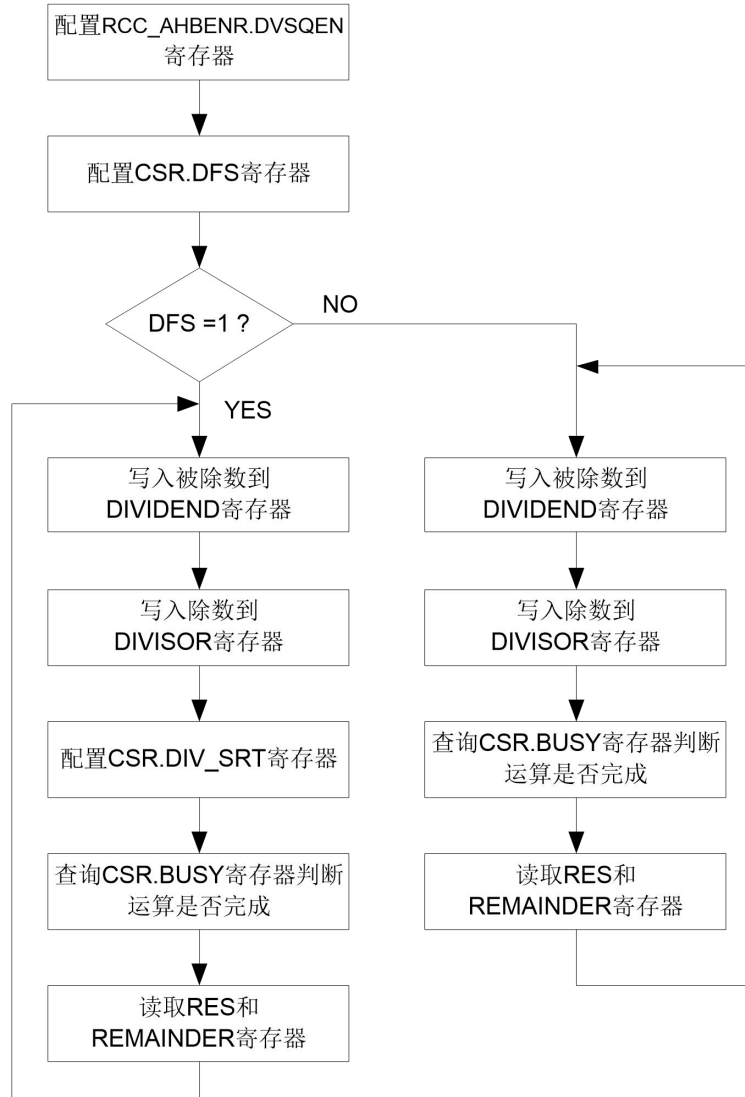 配置RCC_AHBENR.DVSQEN
寄存器
配置CSR.DFS寄存器
DFS =1 ?
NO
YES
写入被除数到
DIVIDEND寄存器
写入除数到
DIVISOR寄存器
配置CSR.DIV_SRT寄存器
查询CSR.BUSY寄存器判断
运算是否完成
读取RES和
REMAINDER寄存器
写入被除数到
DIVIDEND寄存器
写入除数到
DIVISOR寄存器
查询CSR.BUSY寄存器判断
运算是否完成
读取RES和
REMAINDER寄存器